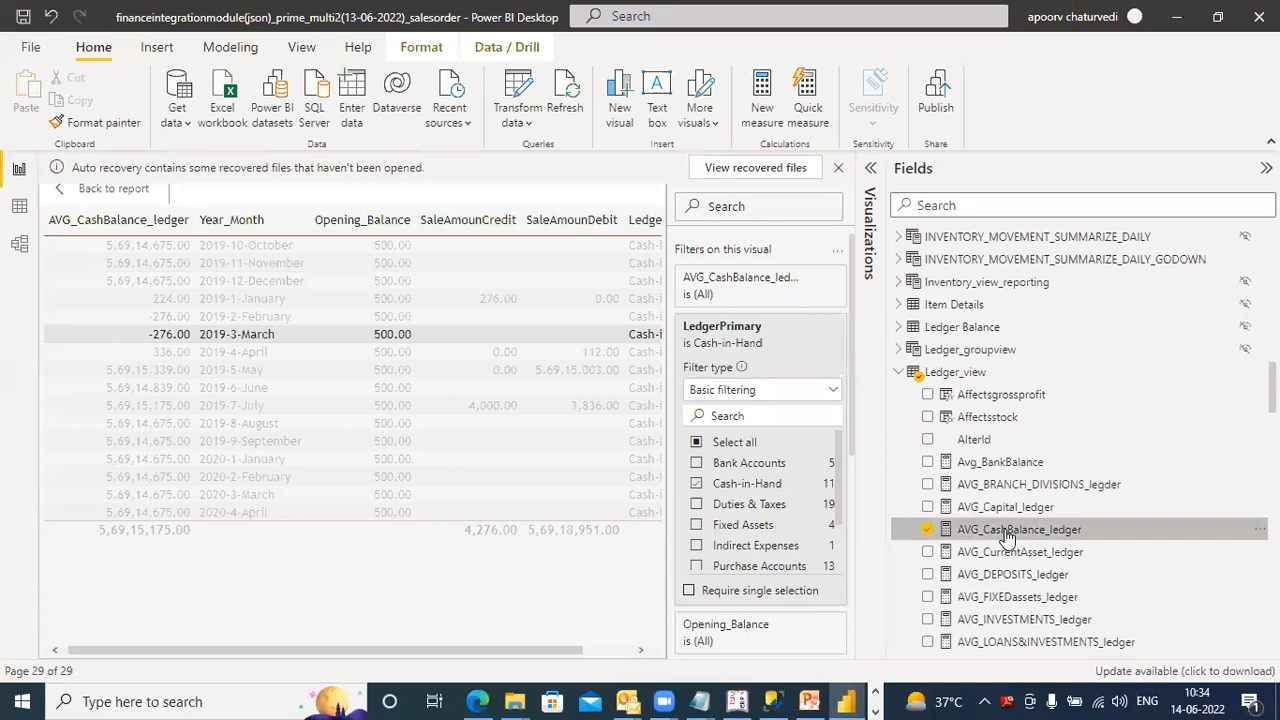 financeintegrationmodule(json)_prime_multi2(13-06-2022)_salesorder - Power BI Desktop
Search
apoorv chaturvedi
File Home Insert Modeling View Help Format Data / Drill
Paste
Cut
Copy
Format painter
Clipboard
Get data
Excel workbook
Power BI datasets
SQL Server
Enter data
Dataverse
Recent sources
Data
Transform data
Refresh
Queries
New visual
Text box
More visuals
Insert
New measure
Quick measure
Calculations
Sensitivity
Sensitivity
Publish
Share
Auto recovery contains some recovered files that haven't been opened.
View recovered files
Back to report
AVG_CashBalance_ledger Year_Month Opening_Balance SaleAmounCredit SaleAmounDebit Ledge
5,69,14,675.00 2019-10-October 500.00 Cash-i
5,69,14,675.00 2019-11-November 500.00 Cash-i
5,69,14,675.00 2019-12-December 500.00 Cash-i
224.00 2019-1-January 500.00 276.00 0.00 Cash-i
-276.00 2019-2-February 500.00 Cash-i
-276.00 2019-3-March 500.00 Cash-i
336.00 2019-4-April 500.00 0.00 112.00 Cash-i
5,69,15,339.00 2019-5-May 500.00 0.00 5,69,15,003.00 Cash-i
5,69,14,839.00 2019-6-June 500.00 Cash-i
5,69,15,175.00 2019-7-July 500.00 4,000.00 3,836.00 Cash-i
5,69,14,675.00 2019-8-August 500.00 Cash-i
5,69,14,675.00 2019-9-September 500.00 Cash-i
5,69,14,675.00 2020-1-January 500.00 Cash-i
5,69,14,675.00 2020-2-February 500.00 Cash-i
5,69,14,675.00 2020-3-March 500.00 Cash-i
5,69,14,675.00 2020-4-April 500.00 Cash-i
5,69,15,175.00 4,276.00 5,69,18,951.00
Search
Filters on this visual
AVG_CashBalance_led...
is (All)
LedgerPrimary
is Cash-in-Hand
Filter type
Basic filtering
Search
Select all
Bank Accounts 5
Cash-in-Hand 11
Duties & Taxes 19
Fixed Assets 4
Indirect Expenses 1
Purchase Accounts 13
Require single selection
Opening_Balance
is (All)
Visualizations
Fields
Search
INVENTORY_MOVEMENT_SUMMARIZE_DAILY
INVENTORY_MOVEMENT_SUMMARIZE_DAILY_GODOWN
Inventory_view_reporting
Item Details
Ledger Balance
Ledger_groupview
Ledger_view
Affectsgrossprofit
Affectsstock
AlterId
Avg_BankBalance
AVG_BRANCH_DIVISIONS_legder
AVG_Capital_ledger
AVG_CashBalance_ledger
AVG_CurrentAsset_ledger
AVG_DEPOSITS_ledger
AVG_FIXEDassets_ledger
AVG_INVESTMENTS_ledger
AVG_LOANS&INVESTMENTS_ledger
Page 29 of 29
Update available (click to download)
Type here to search
37°C
ENG
10:34
14-06-2022
1